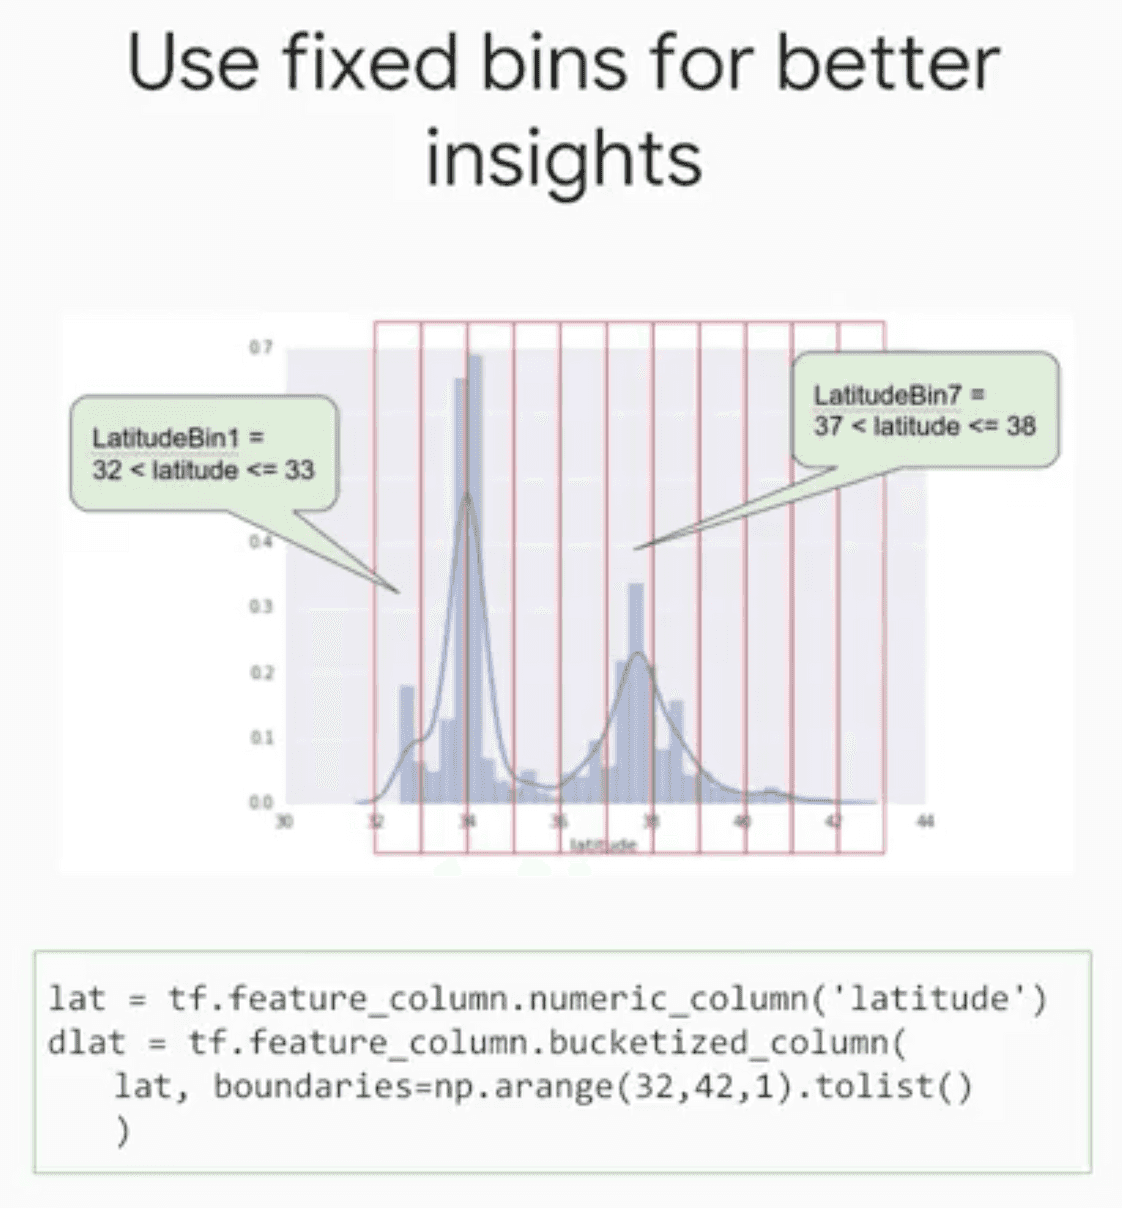 Use fixed bins for better
insights
0.7
LatitudeBin7 =
37 < latitude <= 38
LatitudeBin1 =
32 < latitude <= 33
0.4
0.3
0.2
0.1
0.0
30 32 34 36 38 40 42 44
latitude
lat = tf.feature_column.numeric_column('latitude')
dlat = tf.feature_column.bucketized_column(
lat, boundaries=np.arange(32,42,1).tolist()
)